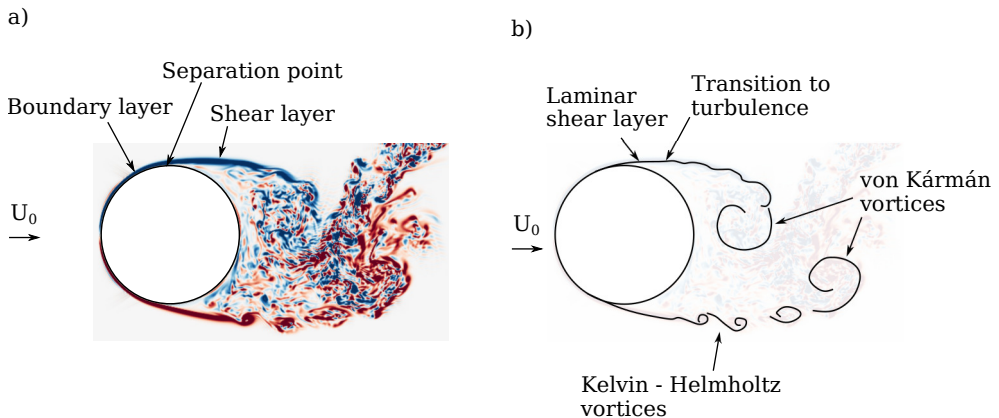 a)
Separation point
Boundary layer
Shear layer
U₀
b)
Laminar
shear layer
Transition to
turbulence
von Kármán
vortices
U₀
Kelvin - Helmholtz
vortices